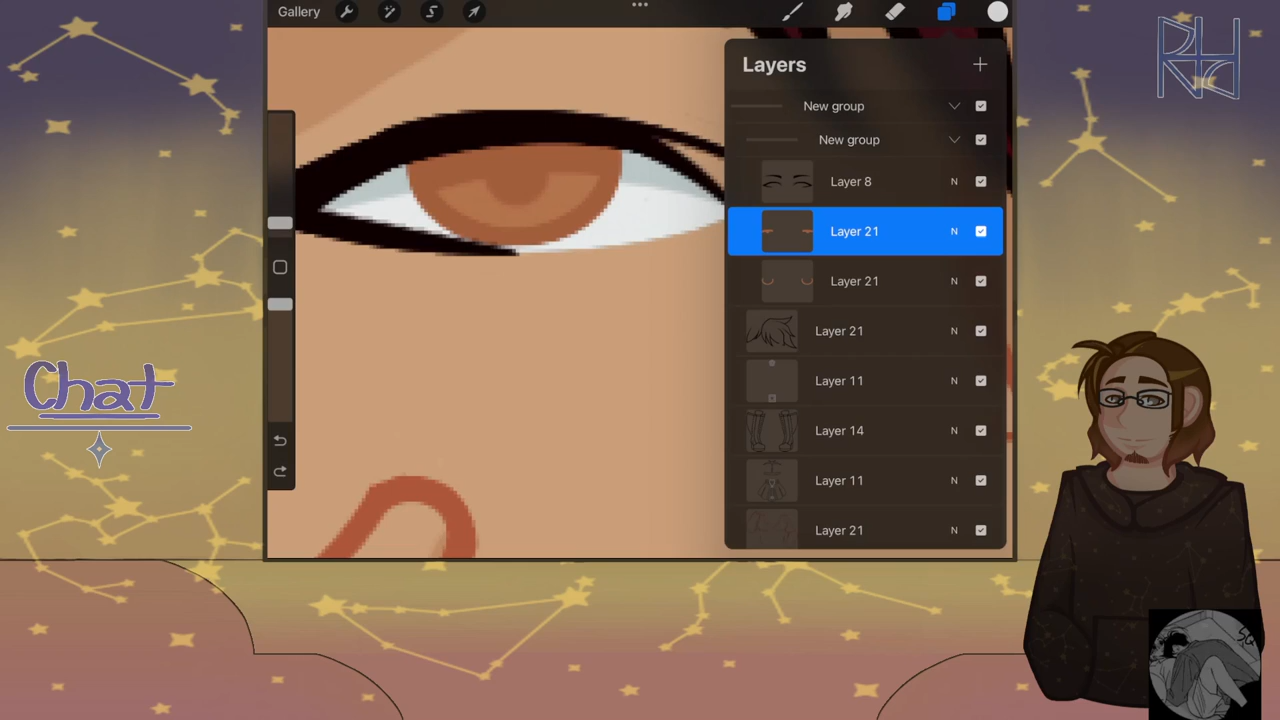 Gallery
Layers
New group
New group
Layer 8 N
Layer 21 N
Layer 21 N
Layer 21 N
Layer 11 N
Layer 14 N
Layer 11 N
Layer 21 N
Chat